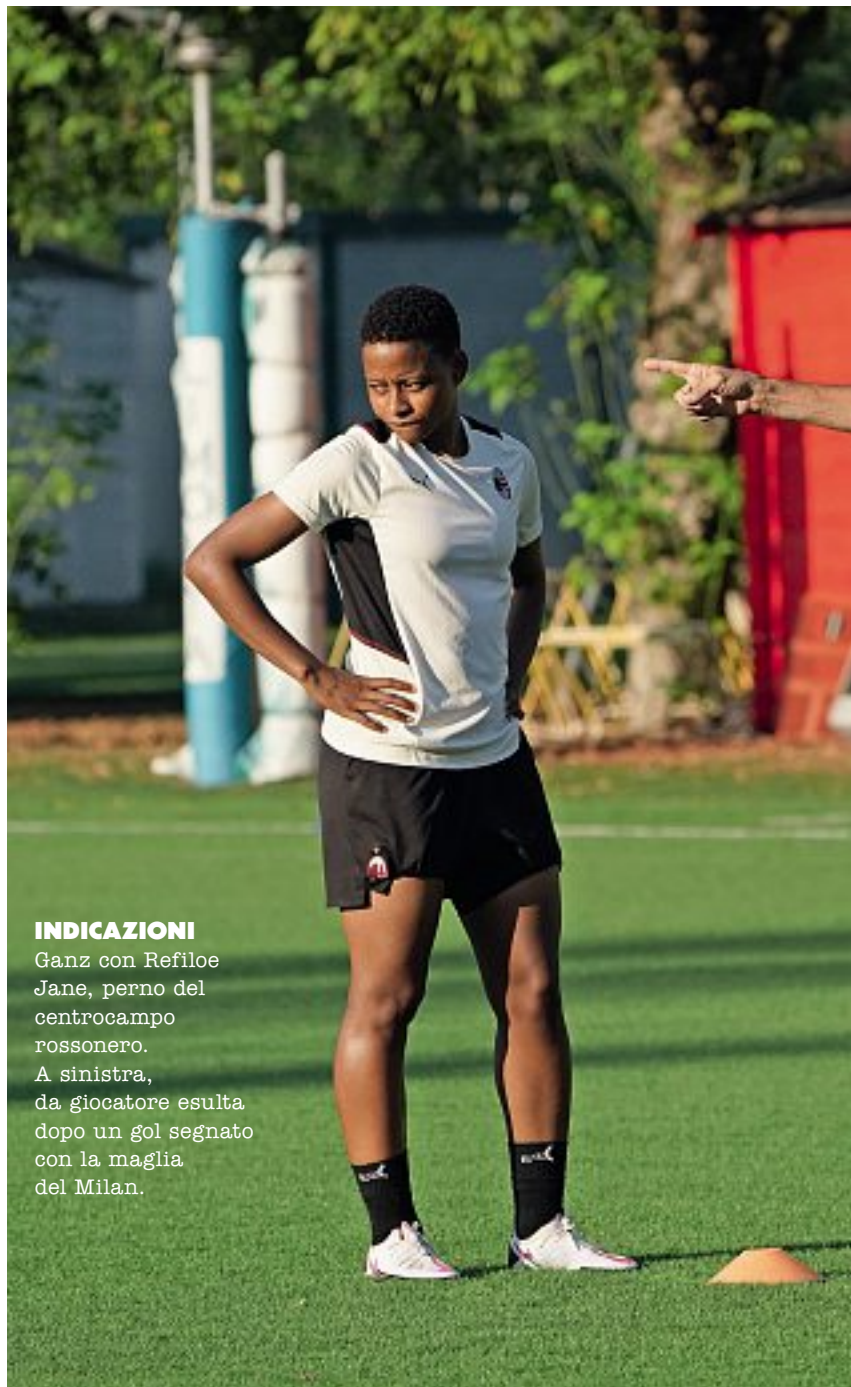 INDICAZIONI
Ganz con Refiloe
Jane, perno del
centrocampo
rossonero.
A sinistra,
da giocatore esulta
dopo un gol segnato
con la maglia
del Milan.